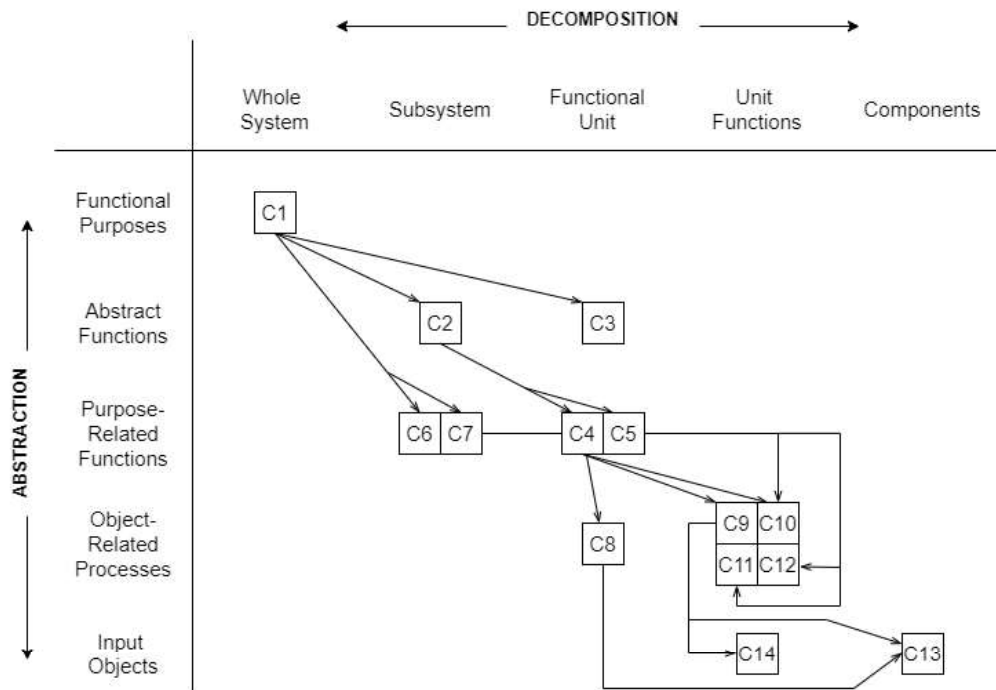 DECOMPOSITION
Whole
System
Subsystem
Functional
Unit
Unit
Functions
Components
ABSTRACTION
Functional
Purposes
C1
Abstract
Functions
C2
C3
Purpose-
Related
Functions
C6
C7
C4
C5
Object-
Related
Processes
C8
C9
C10
C11
C12
Input
Objects
C14
C13